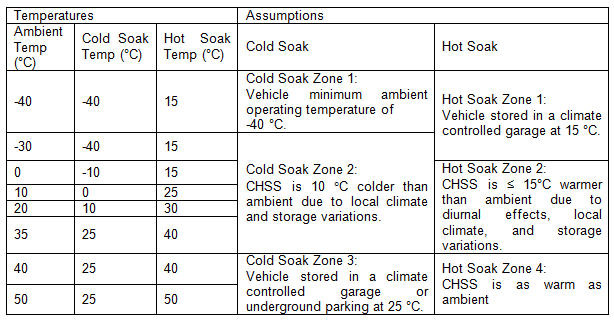 Temperatures
Assumptions
Ambient
Temp
(°C)
Cold Soak
Temp (°C)
Hot Soak
Temp (°C)
Cold Soak
Hot Soak
-40
-40
15
Cold Soak Zone 1:
Vehicle minimum ambient
operating temperature of
-40 °C.
Hot Soak Zone 1:
Vehicle stored in a climate
controlled garage at 15 °C.
-30
-40
15
Cold Soak Zone 2:
CHSS is 10 °C colder than
ambient due to local climate
and storage variations.
0
-10
15
Hot Soak Zone 2:
CHSS is ≤ 15°C warmer
than ambient due to
diurnal effects, local
climate, and storage
variations.
10
0
25
20
10
30
35
25
40
40
25
40
Cold Soak Zone 3:
Vehicle stored in a climate
controlled garage or
underground parking at 25 °C.
Hot Soak Zone 4:
CHSS is as warm as
ambient
50
25
50